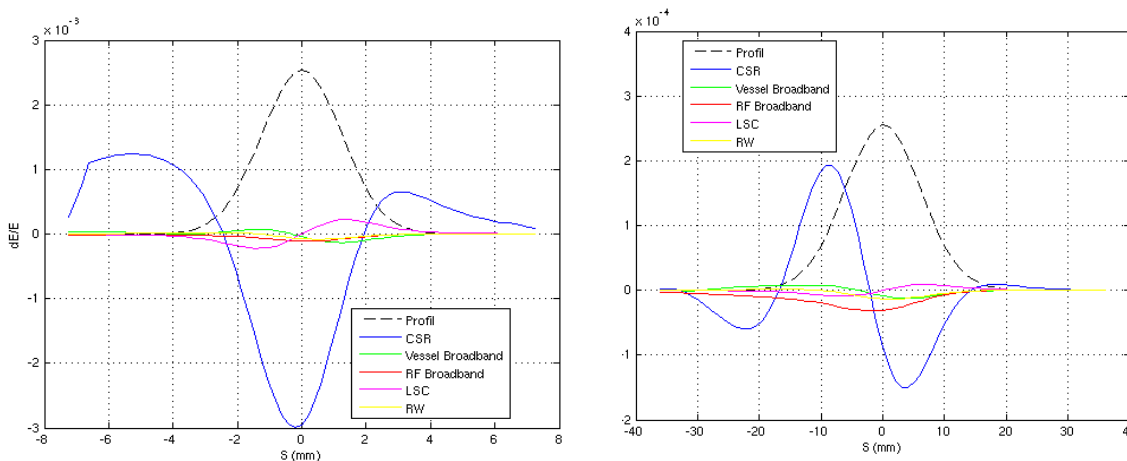 × 10⁻³
3
2
1
0
-1
-2
-3
dE/E
-8 -6 -4 -2 0 2 4 6 8
S (mm)
Profil
CSR
Vessel Broadband
RF Broadband
LSC
RW
× 10⁻⁴
4
3
2
1
0
-1
-2
-40 -30 -20 -10 0 10 20 30 40
S (mm)
Profil
CSR
Vessel Broadband
RF Broadband
LSC
RW